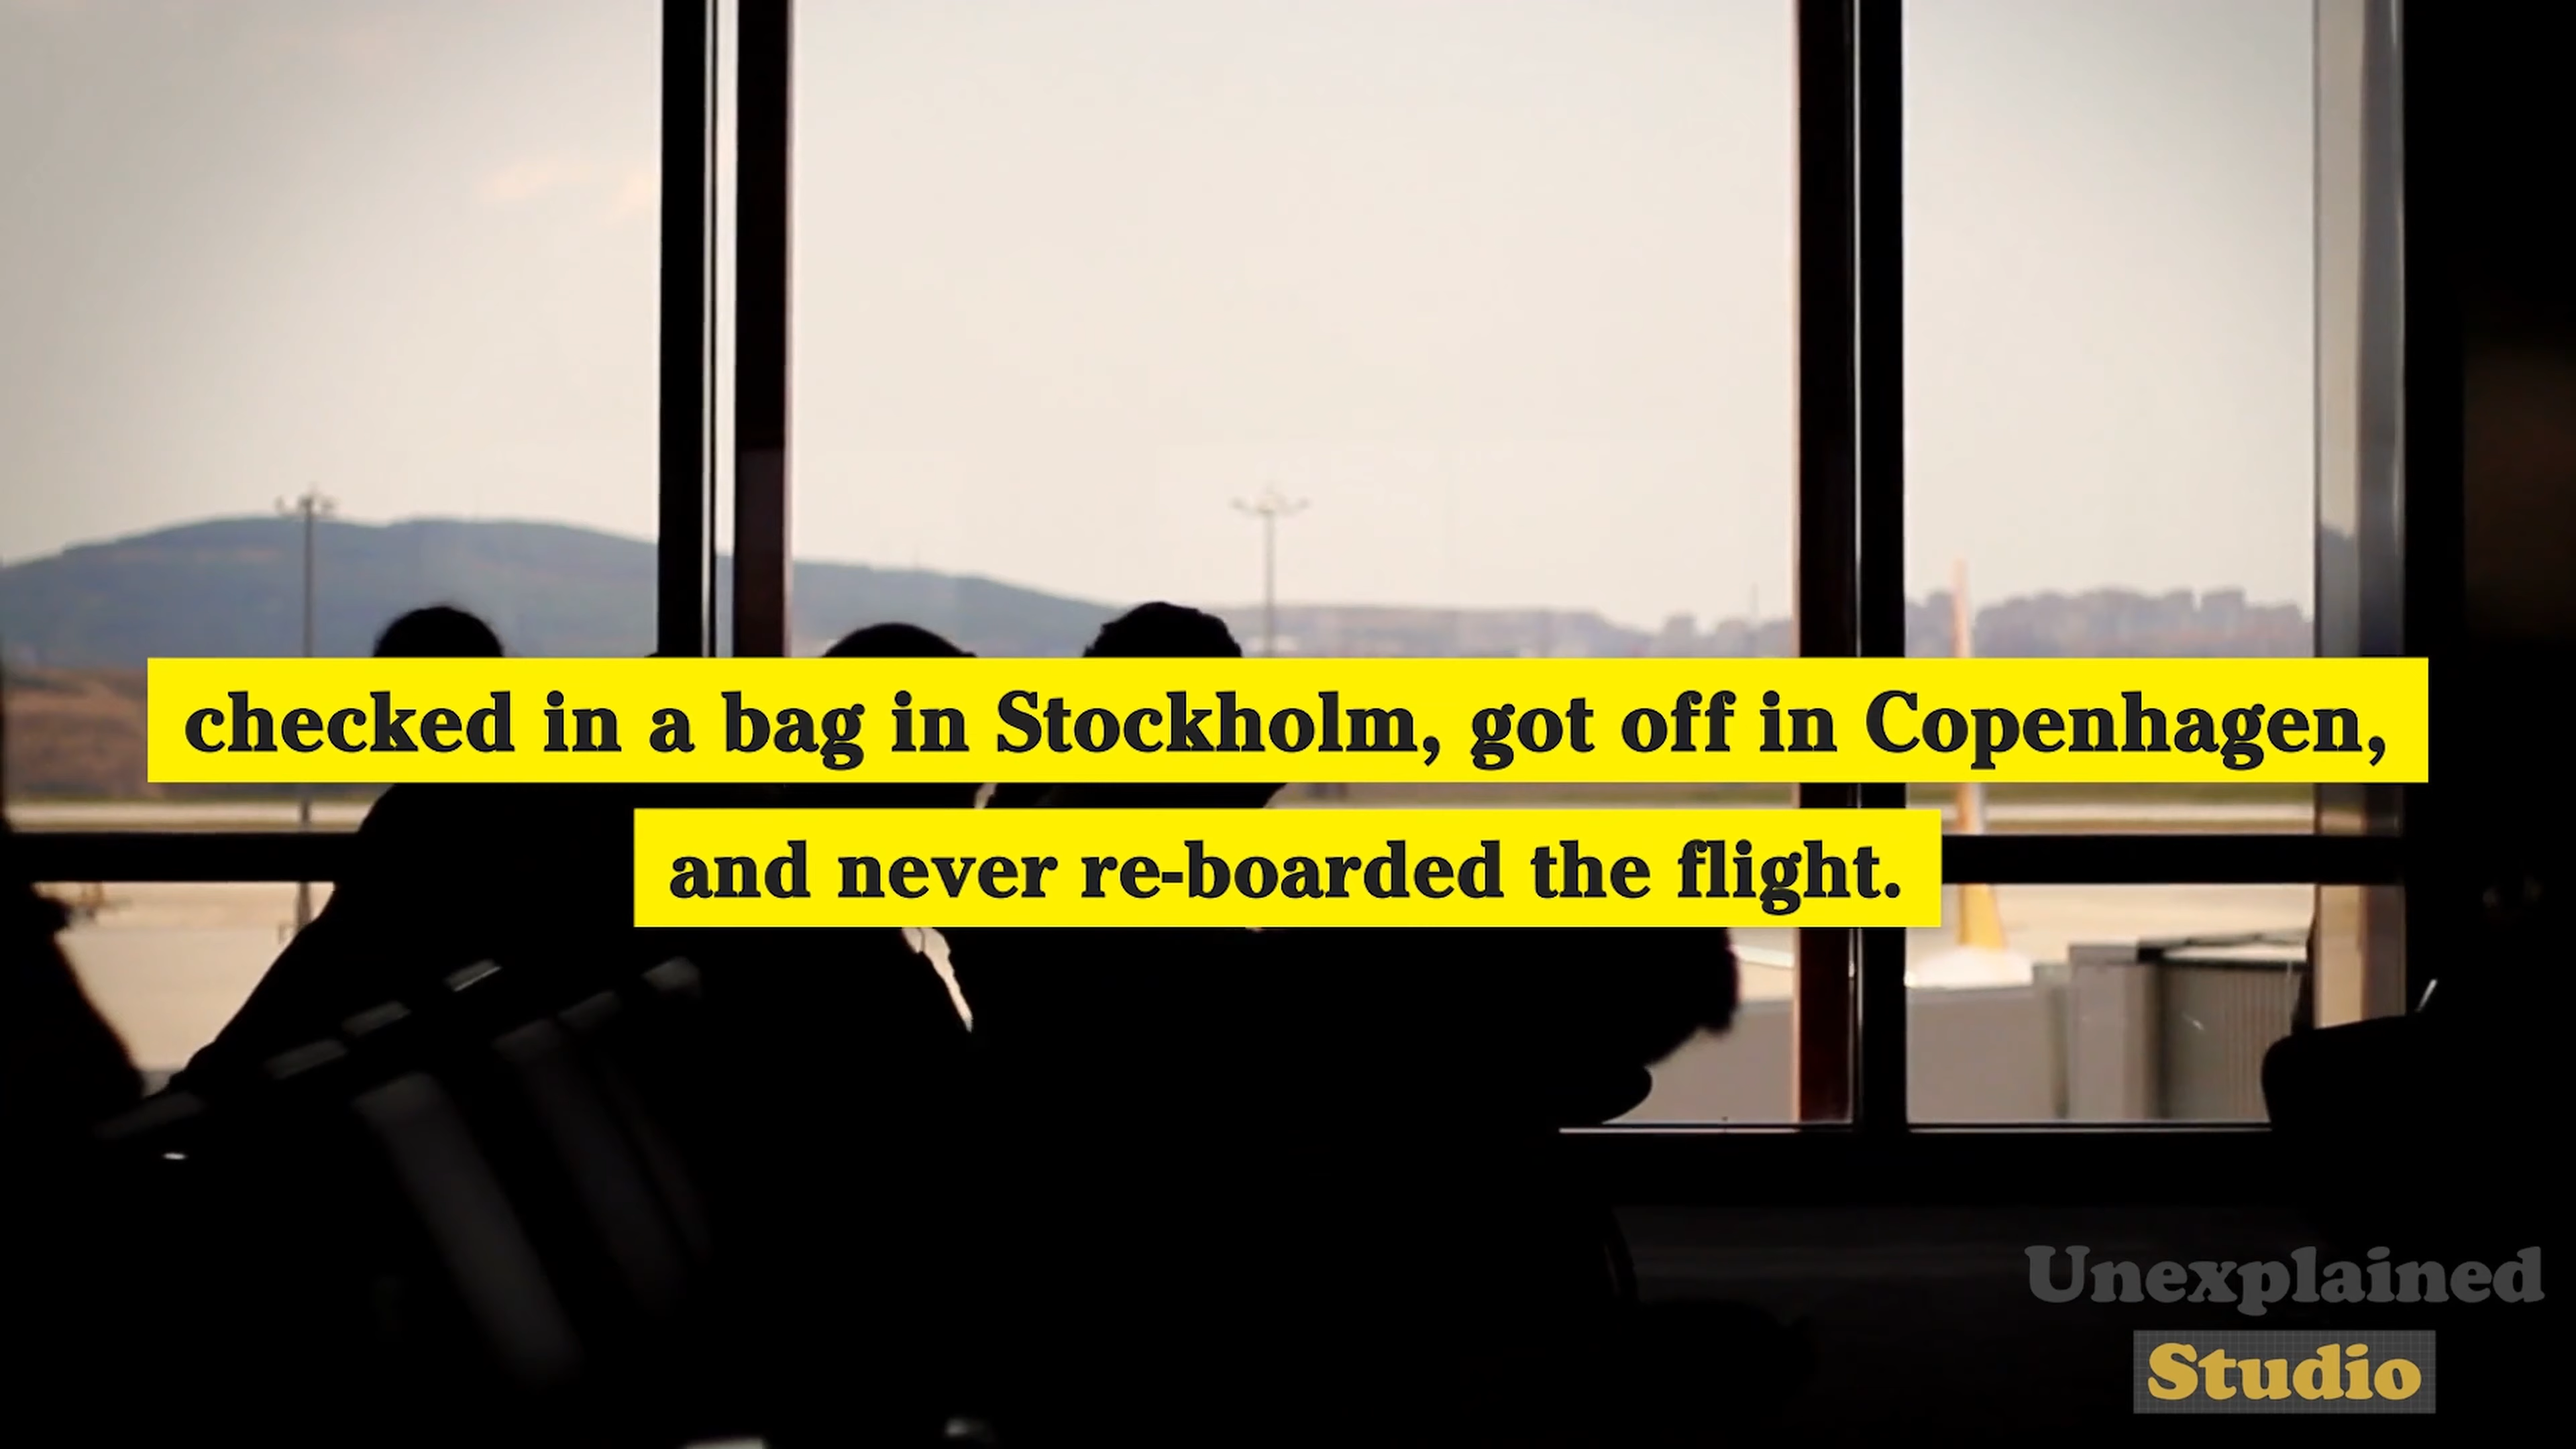 checked in a bag in Stockholm, got off in Copenhagen,
and never re-boarded the flight.
Unexplained
Studio